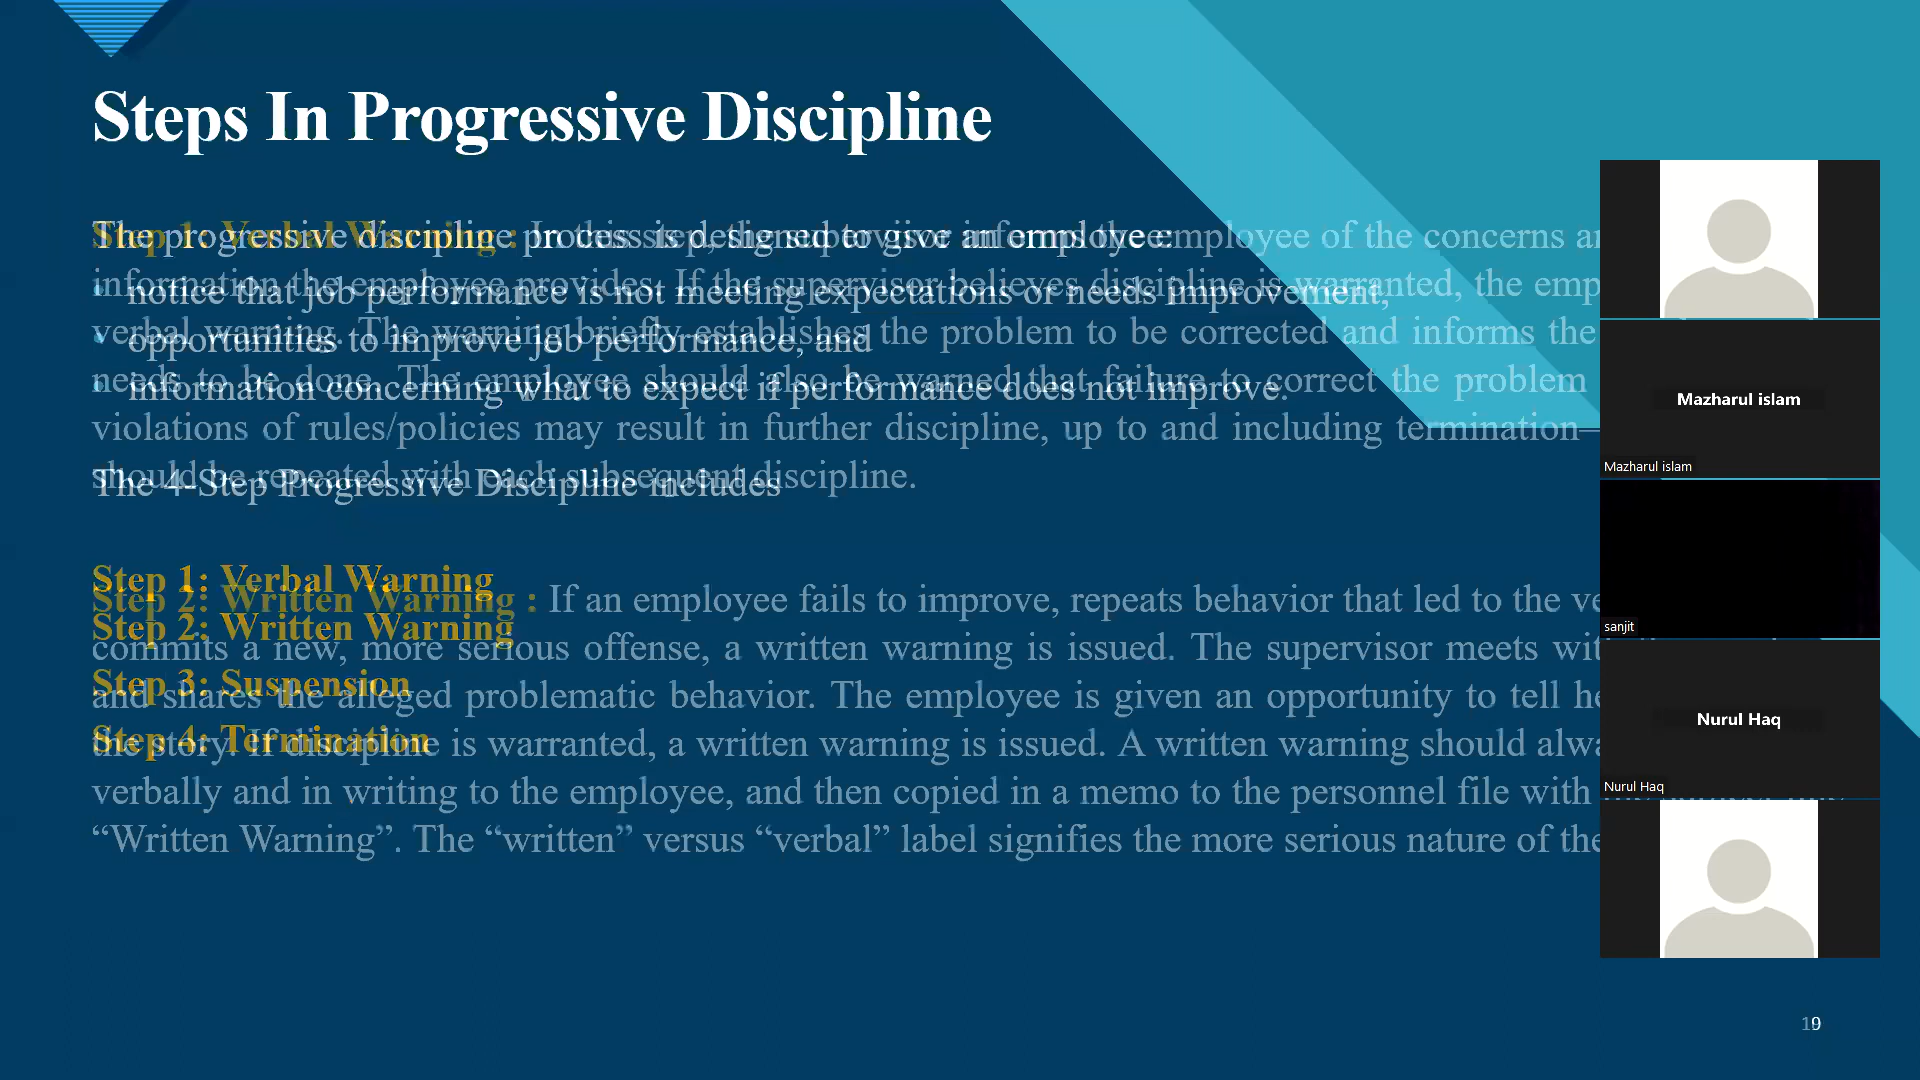 Steps In Progressive Discipline
The progressive discipline process is designed to give an employee:
notice that job performance is not meeting expectations or needs improvement,
opportunities to improve job performance, and
information concerning what to expect if performance does not improve.
The 4-Step Progressive Discipline includes
Step 1: Verbal Warning
Step 2: Written Warning
Step 3: Suspension
Step 4: Termination
Step 1: Verbal Warning : In this step, the supervisor informs the employee of the concerns
information the employee provides. If the supervisor believes discipline is warranted, the
verbal warning. The warning briefly establishes the problem to be corrected and informs the
needs to be done. The employee should also be warned that failure to correct the problem
violations of rules/policies may result in further discipline, up to and including termination—
should be repeated with each subsequent discipline.
Step 2: Written Warning : If an employee fails to improve, repeats behavior that led to the
commits a new, more serious offense, a written warning is issued. The supervisor meets
and shares the alleged problematic behavior. The employee is given an opportunity to tell
the story. If discipline is warranted, a written warning is issued. A written warning should
verbally and in writing to the employee, and then copied in a memo to the personnel file with
“Written Warning”. The “written” versus “verbal” label signifies the more serious nature of
Mazharul islam
Mazharul islam
sanjit
Nurul Haq
Nurul Haq
19